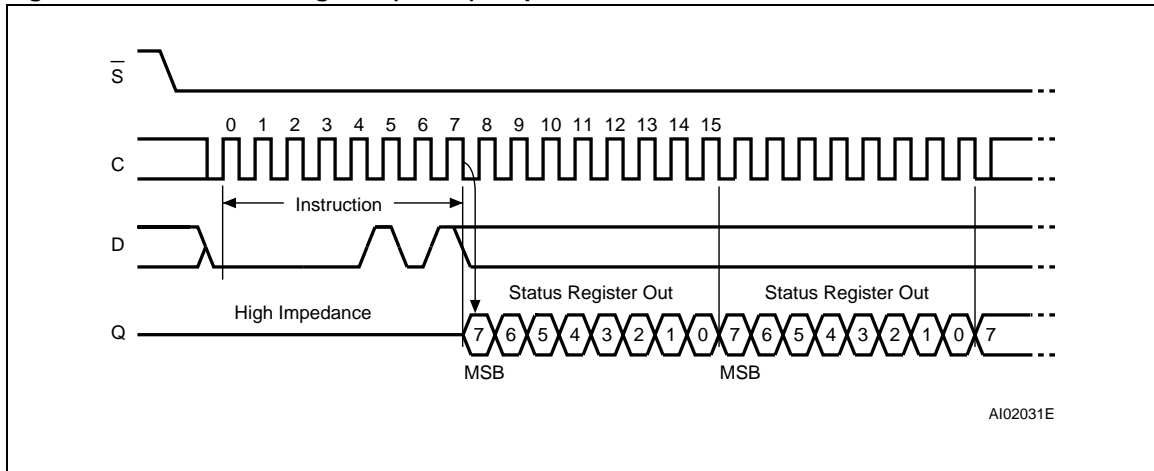 S
0 1 2 3 4 5 6 7 8 9 10 11 12 13 14 15
C
Instruction
D
High Impedance
Status Register Out
Status Register Out
Q
7 6 5 4 3 2 1 0 7 6 5 4 3 2 1 0 7
MSB
MSB
AI02031E